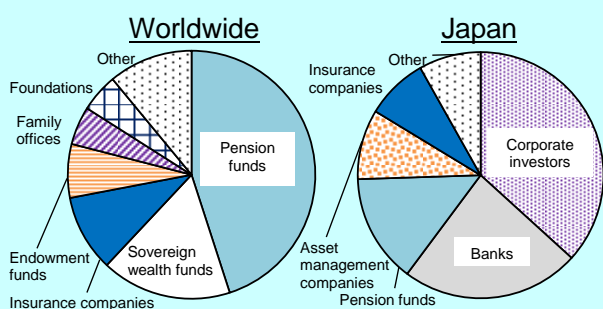 Worldwide
Other
Foundations
Family
offices
Pension
funds
Endowment
funds
Sovereign
wealth funds
Insurance companies
Japan
Other
Insurance
companies
Corporate
investors
Asset
management
companies
Banks
Pension funds